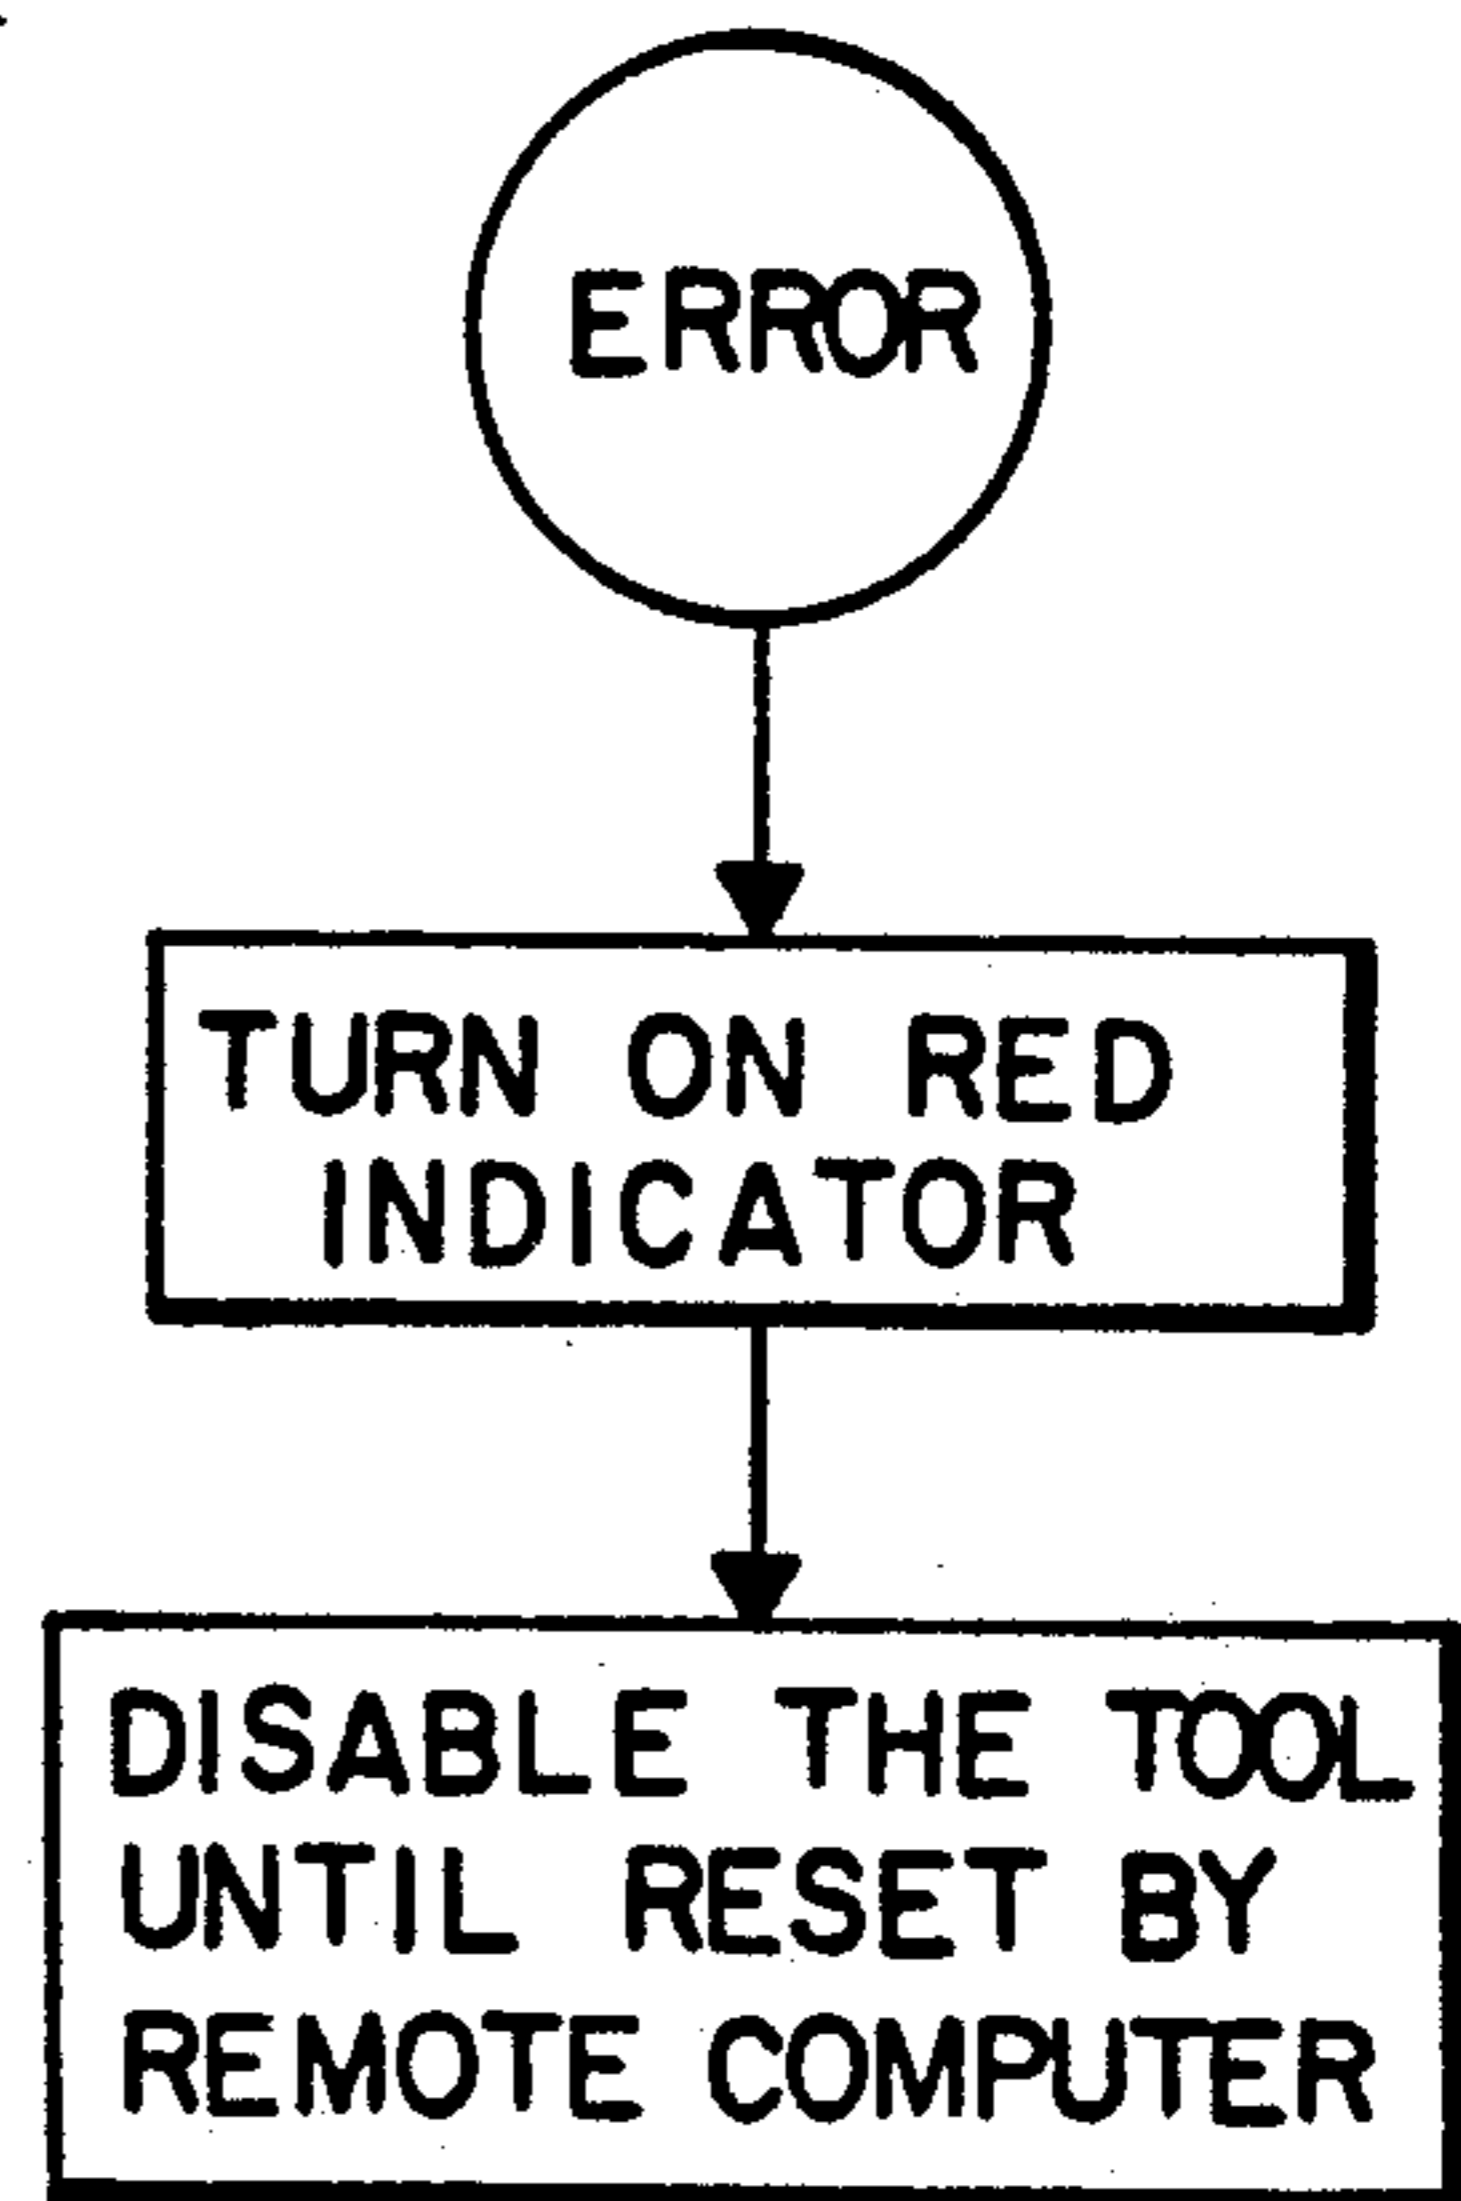 ERROR
TURN ON RED
INDICATOR
DISABLE THE TOOL
UNTIL RESET BY
REMOTE COMPUTER